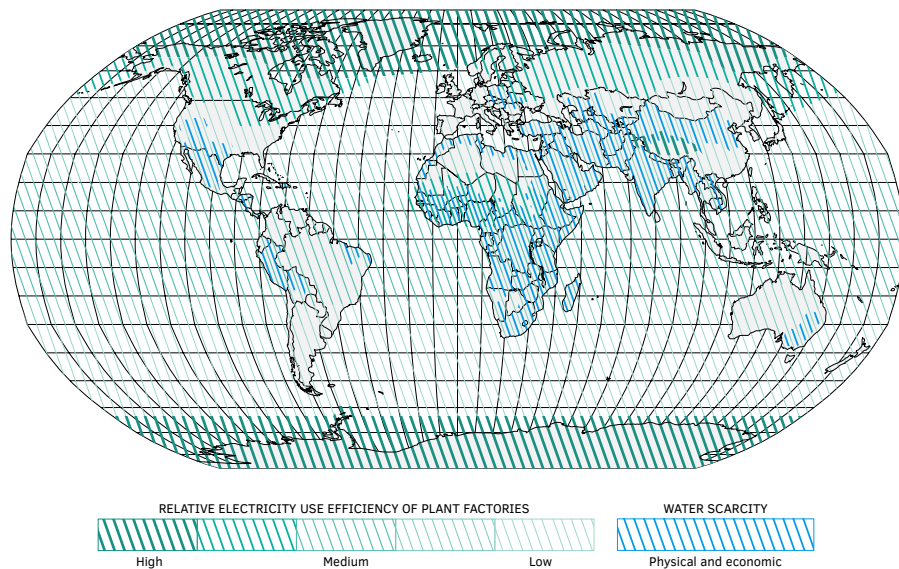 RELATIVE ELECTRICITY USE EFFICIENCY OF PLANT FACTORIES
WATER SCARCITY
High
Medium
Low
Physical and economic